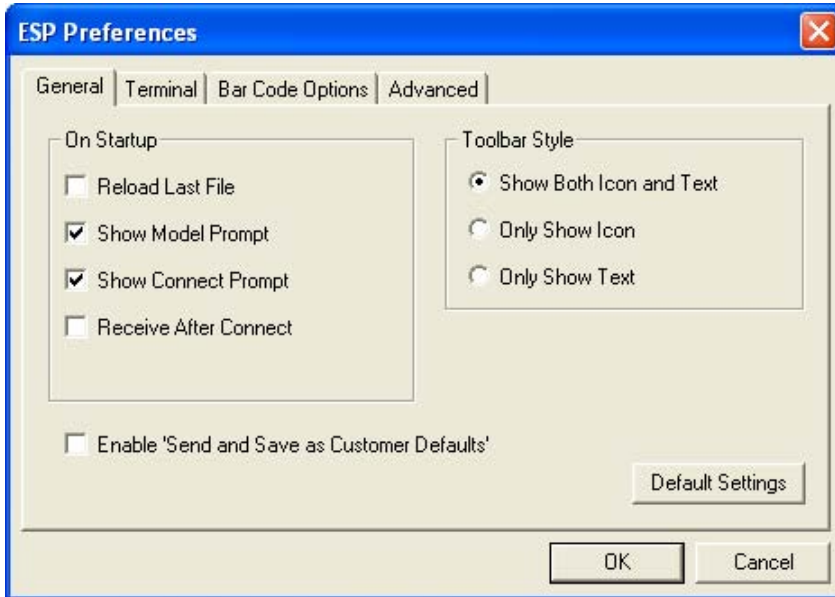 ESP Preferences
General Terminal Bar Code Options Advanced
On Startup
Reload Last File
Show Model Prompt
Show Connect Prompt
Receive After Connect
Toolbar Style
Show Both Icon and Text
Only Show Icon
Only Show Text
Enable 'Send and Save as Customer Defaults'
Default Settings
OK Cancel